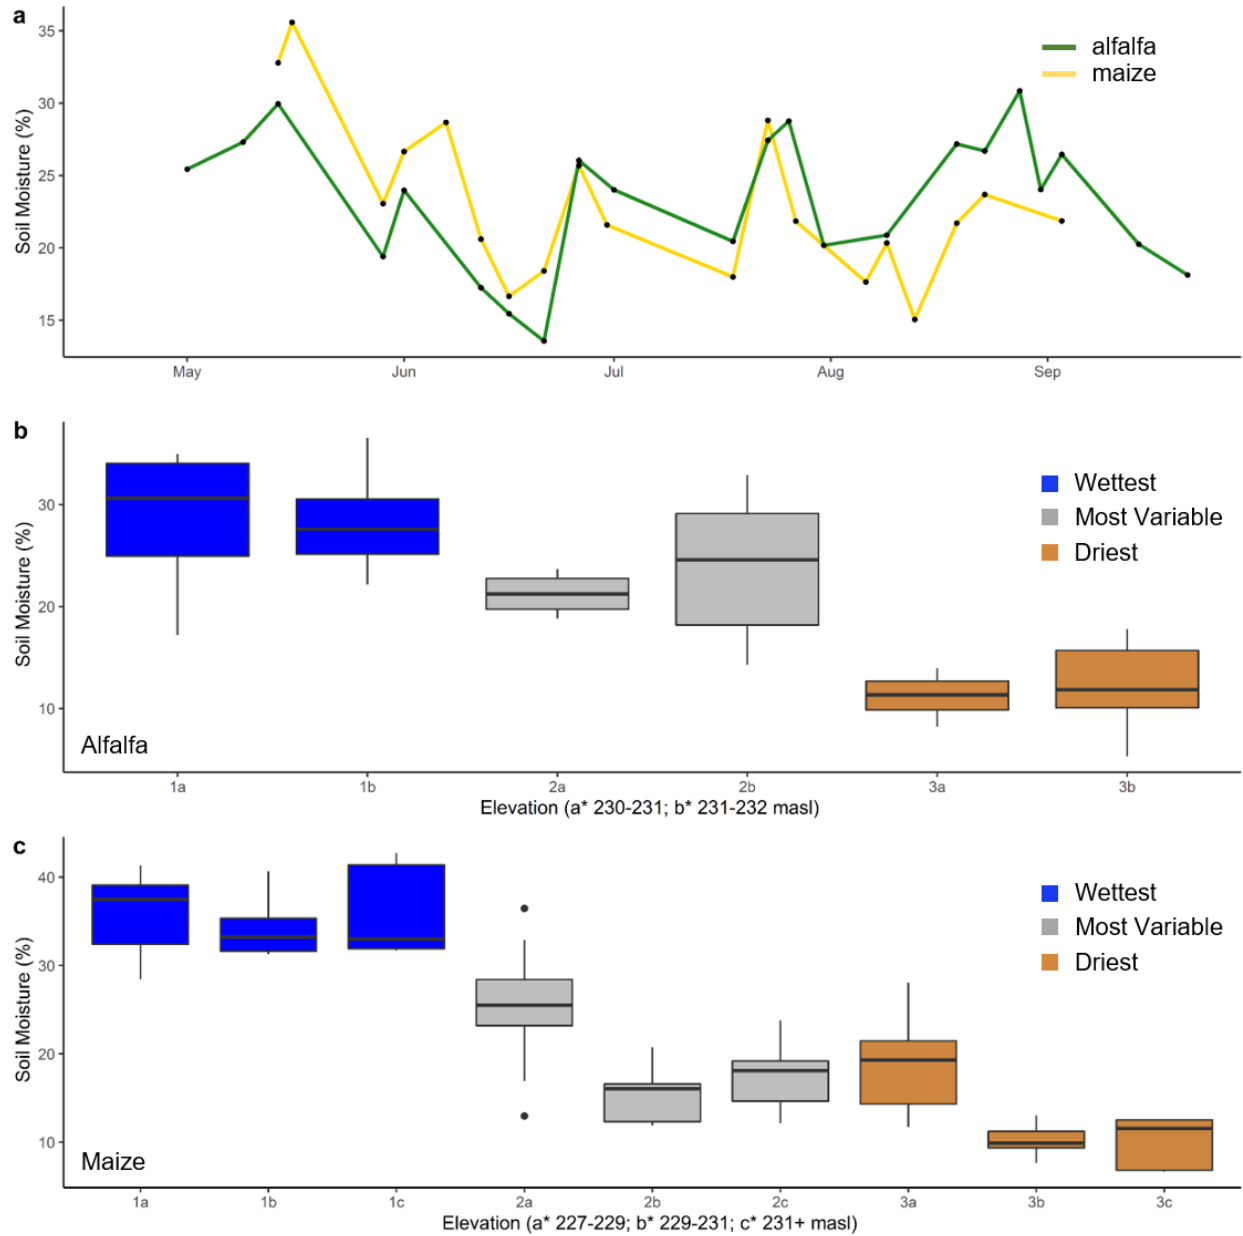 a
35
30
25
20
15
Soil Moisture (%)
alfalfa
maize
May Jun Jul Aug Sep
b
30
20
10
Soil Moisture (%)
Wettest
Most Variable
Driest
Alfalfa
1a 1b 2a 2b 3a 3b
Elevation (a* 230-231; b* 231-232 masl)
c
40
30
20
10
Soil Moisture (%)
Wettest
Most Variable
Driest
Maize
1a 1b 1c 2a 2b 2c 3a 3b 3c
Elevation (a* 227-229; b* 229-231; c* 231+ masl)